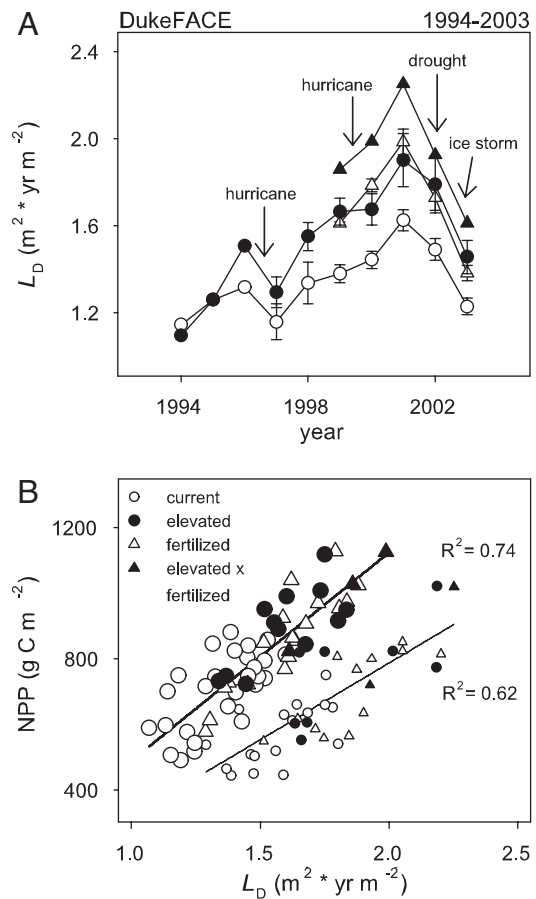 A
DukeFACE 1994-2003
2.4
2.0
1.6
1.2
L_D (m² * yr m⁻²)
hurricane
hurricane
drought
ice storm
1994 1998 2002
year
B
current
elevated
fertilized
elevated x
fertilized
R² = 0.74
R² = 0.62
1200
800
400
NPP (g C m⁻²)
1.0 1.5 2.0 2.5
L_D (m² * yr m⁻²)